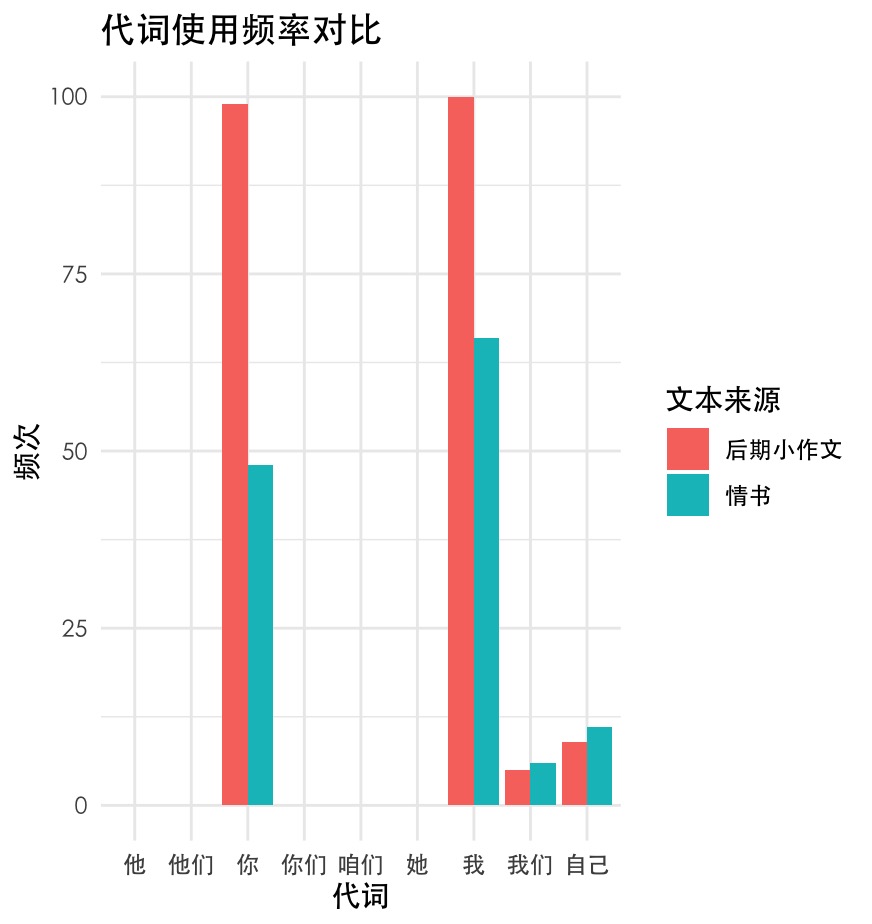 代词使用频率对比
100
75
50
25
0
频次
他 他们 你 你们 咱们 她 我 我们 自己
代词
文本来源
后期小作文
情书